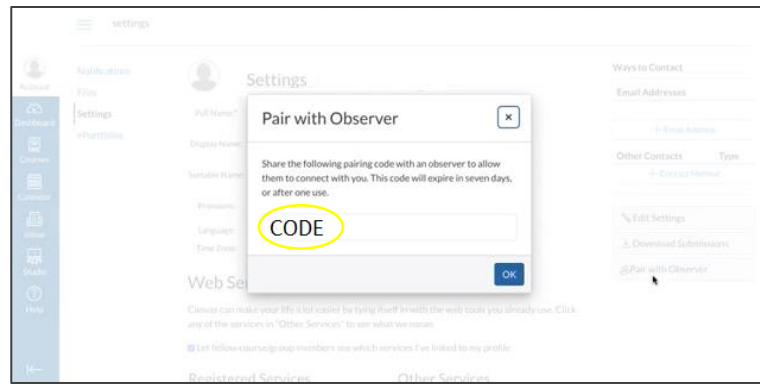 settings
Account
Dashboard
Courses
Calendar
Inbox
Studio
Help
Notifications
Files
Settings
ePortfolios
Settings
Full Name:*
Display Name:
Sortable Name:
Pronouns:
Language:
Time Zone:
Pair with Observer
×
Share the following pairing code with an observer to allow
them to connect with you. This code will expire in seven days,
or after one use.
CODE
OK
Ways to Contact
Email Addresses
+ Email Address
Other Contacts Type
+ Contact Method
Edit Settings
Download Submissions
Pair with Observer
Web Se
Canvas can make your life a lot easier by tying itself in with the web tools you already use. Click
any of the services in "Other Services" to see what we mean.
Let fellow course/group members see which services I've linked to my profile
Registered Services
Other Services